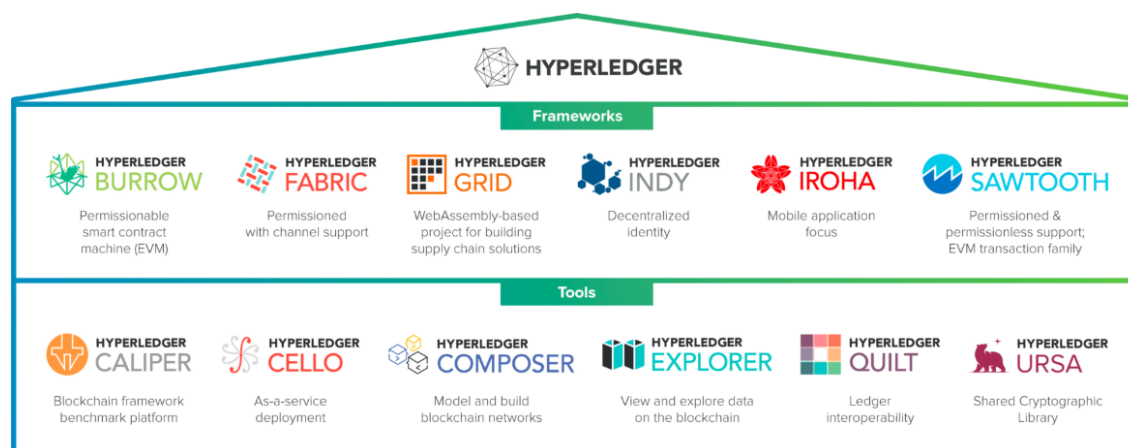 HYPERLEDGER
Frameworks
HYPERLEDGER
BURROW
Permissionable
smart contract
machine (EVM)
HYPERLEDGER
FABRIC
Permissioned
with channel support
HYPERLEDGER
GRID
WebAssembly-based
project for building
supply chain solutions
HYPERLEDGER
INDY
Decentralized
identity
HYPERLEDGER
IROHA
Mobile application
focus
HYPERLEDGER
SAWTOOTH
Permissioned &
permissionless support;
EVM transaction family
Tools
HYPERLEDGER
CALIPER
Blockchain framework
benchmark platform
HYPERLEDGER
CELLO
As-a-service
deployment
HYPERLEDGER
COMPOSER
Model and build
blockchain networks
HYPERLEDGER
EXPLORER
View and explore data
on the blockchain
HYPERLEDGER
QUILT
Ledger
interoperability
HYPERLEDGER
URSA
Shared Cryptographic
Library